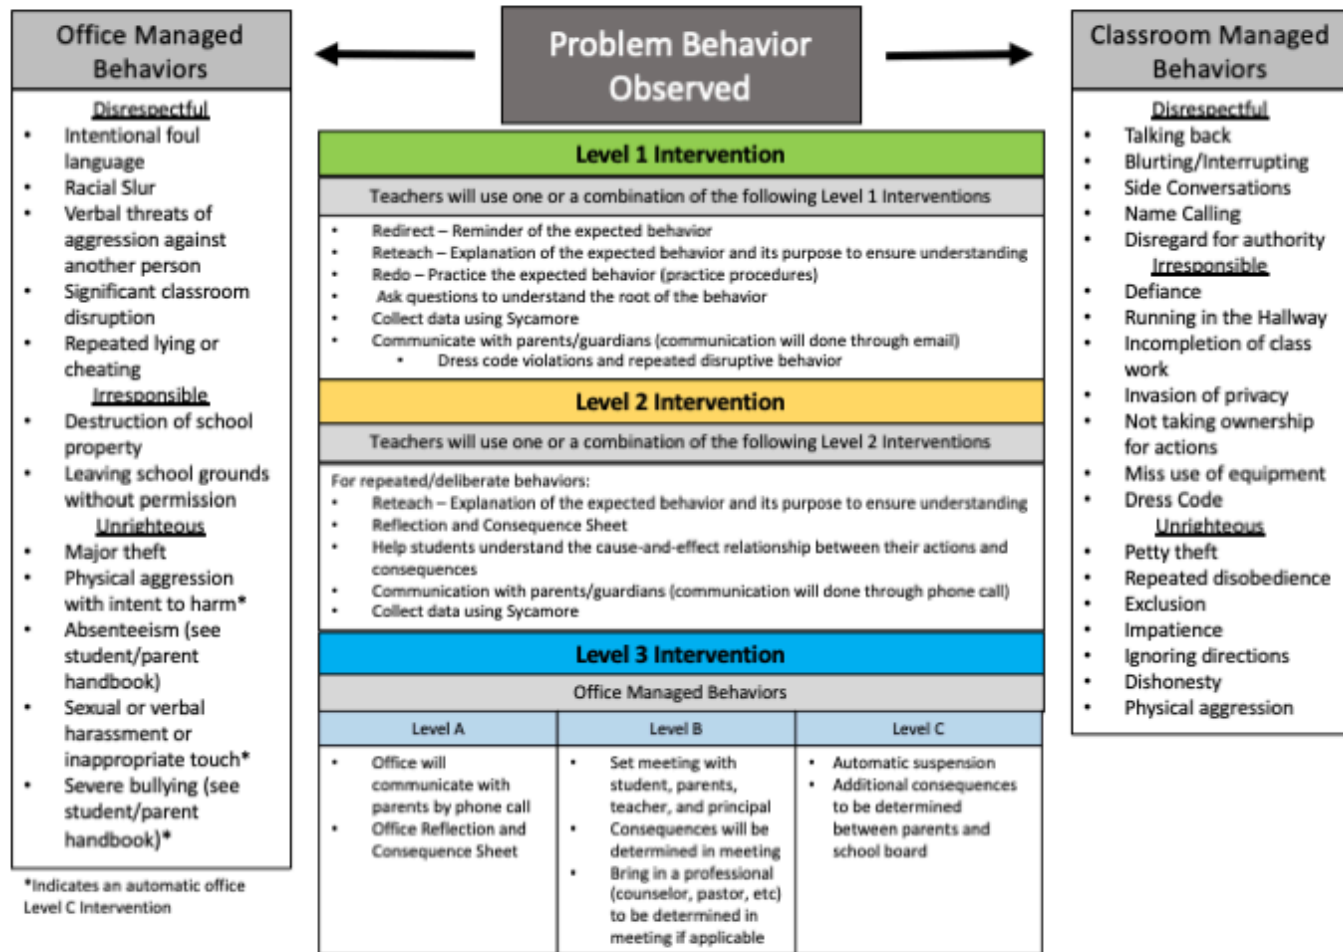 Office Managed
Behaviors
Disrespectful
• Intentional foul
language
• Racial Slur
• Verbal threats of
aggression against
another person
• Significant classroom
disruption
• Repeated lying or
cheating
Irresponsible
• Destruction of school
property
• Leaving school grounds
without permission
Unrighteous
• Major theft
• Physical aggression
with intent to harm*
• Absenteeism (see
student/parent
handbook)
• Sexual or verbal
harassment or
inappropriate touch*
• Severe bullying (see
student/parent
handbook)*
*Indicates an automatic office
Level C Intervention
Problem Behavior
Observed
Level 1 Intervention
Teachers will use one or a combination of the following Level 1 Interventions
• Redirect – Reminder of the expected behavior
• Reteach – Explanation of the expected behavior and its purpose to ensure understanding
• Redo – Practice the expected behavior (practice procedures)
• Ask questions to understand the root of the behavior
• Collect data using Sycamore
• Communicate with parents/guardians (communication will done through email)
• Dress code violations and repeated disruptive behavior
Level 2 Intervention
Teachers will use one or a combination of the following Level 2 Interventions
For repeated/deliberate behaviors:
• Reteach – Explanation of the expected behavior and its purpose to ensure understanding
• Reflection and Consequence Sheet
• Help students understand the cause-and-effect relationship between their actions and
consequences
• Communication with parents/guardians (communication will done through phone call)
• Collect data using Sycamore
Level 3 Intervention
Office Managed Behaviors
Level A
• Office will
communicate with
parents by phone call
• Office Reflection and
Consequence Sheet
Level B
• Set meeting with
student, parents,
teacher, and principal
• Consequences will be
determined in meeting
• Bring in a professional
(counselor, pastor, etc)
to be determined in
meeting if applicable
Level C
• Automatic suspension
• Additional consequences
to be determined
between parents and
school board
Classroom Managed
Behaviors
Disrespectful
• Talking back
• Blurting/Interrupting
• Side Conversations
• Name Calling
• Disregard for authority
Irresponsible
• Defiance
• Running in the Hallway
• Incompletion of class
work
• Invasion of privacy
• Not taking ownership
for actions
• Miss use of equipment
• Dress Code
Unrighteous
• Petty theft
• Repeated disobedience
• Exclusion
• Impatience
• Ignoring directions
• Dishonesty
• Physical aggression